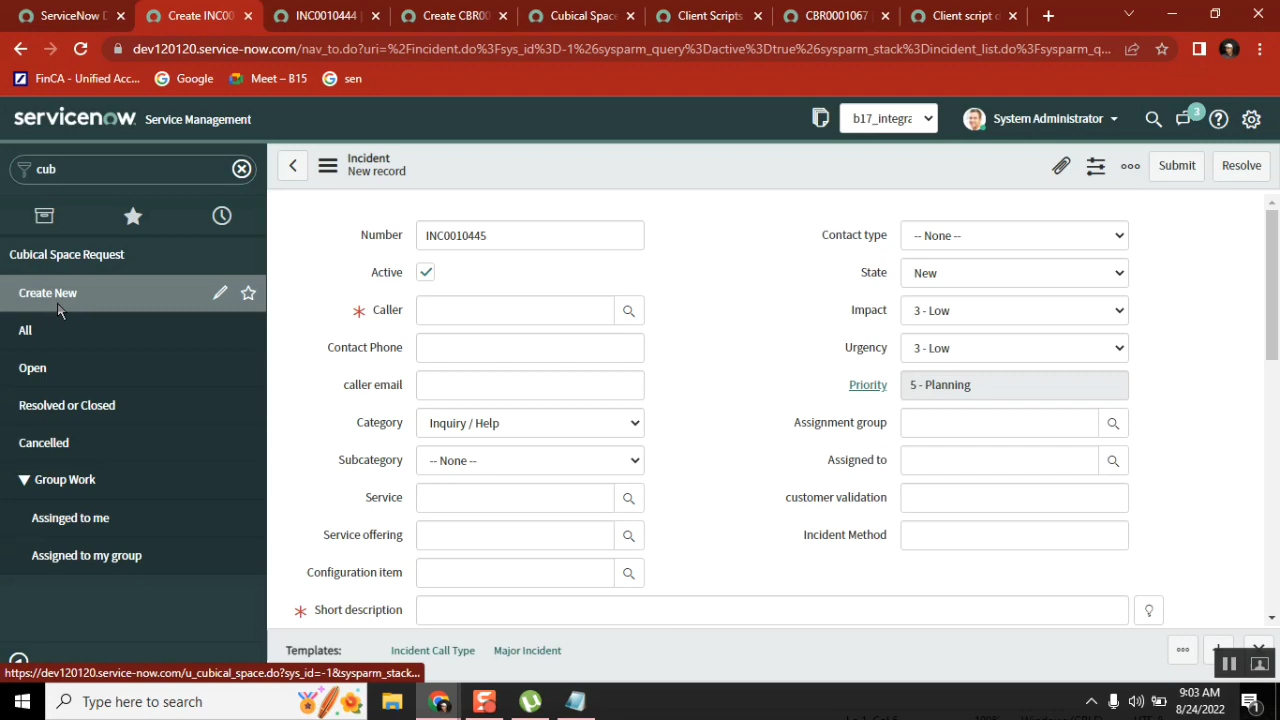 ServiceNow D
Create INC00
INC0010444 |
Create CBR00
Cubical Space
Client Scripts
CBR0001067 |
Client script o
dev120120.service-now.com/nav_to.do?uri=%2Fincident.do%3Fsys_id%3D-1%26sysparm_query%3Dactive%3Dtrue%26sysparm_stack%3Dincident_list.do%3Fsysparm_q...
FinCA - Unified Acc...
Google
Meet – B15
sen
servicenow
Service Management
b17_integra
System Administrator
3
cub
Incident
New record
Submit
Resolve
Cubical Space Request
Create New
All
Open
Resolved or Closed
Cancelled
Group Work
Assinged to me
Assigned to my group
Number
INC0010445
Active
Caller
Contact Phone
caller email
Category
Inquiry / Help
Subcategory
-- None --
Service
Service offering
Configuration item
Short description
Contact type
-- None --
State
New
Impact
3 - Low
Urgency
3 - Low
Priority
5 - Planning
Assignment group
Assigned to
customer validation
Incident Method
Templates:
Incident Call Type
Major Incident
https://dev120120.service-now.com/u_cubical_space.do?sys_id=-1&sysparm_stack...
Type here to search
9:03 AM
8/24/2022
1